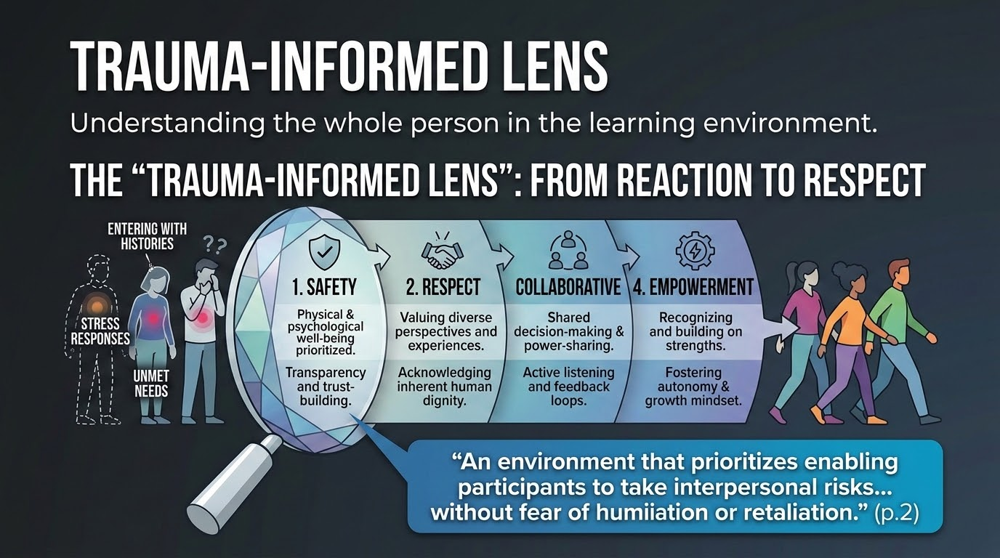 TRAUMA-INFORMED LENS
Understanding the whole person in the learning environment.
THE “TRAUMA-INFORMED LENS”: FROM REACTION TO RESPECT
ENTERING WITH
HISTORIES
??
STRESS
RESPONSES
UNMET
NEEDS
1. SAFETY
Physical &
psychological
well-being
prioritized.
Transparency
and trust-
building.
2. RESPECT
Valuing diverse
perspectives and
experiences.
Acknowledging
inherent human
dignity.
COLLABORATIVE
Shared
decision-making &
power-sharing.
Active listening
and feedback
loops.
4. EMPOWERMENT
Recognizing
and building on
strengths.
Fostering
autonomy &
growth mindset.
“An environment that prioritizes enabling
participants to take interpersonal risks...
without fear of humiiation or retaliation.” (p.2)